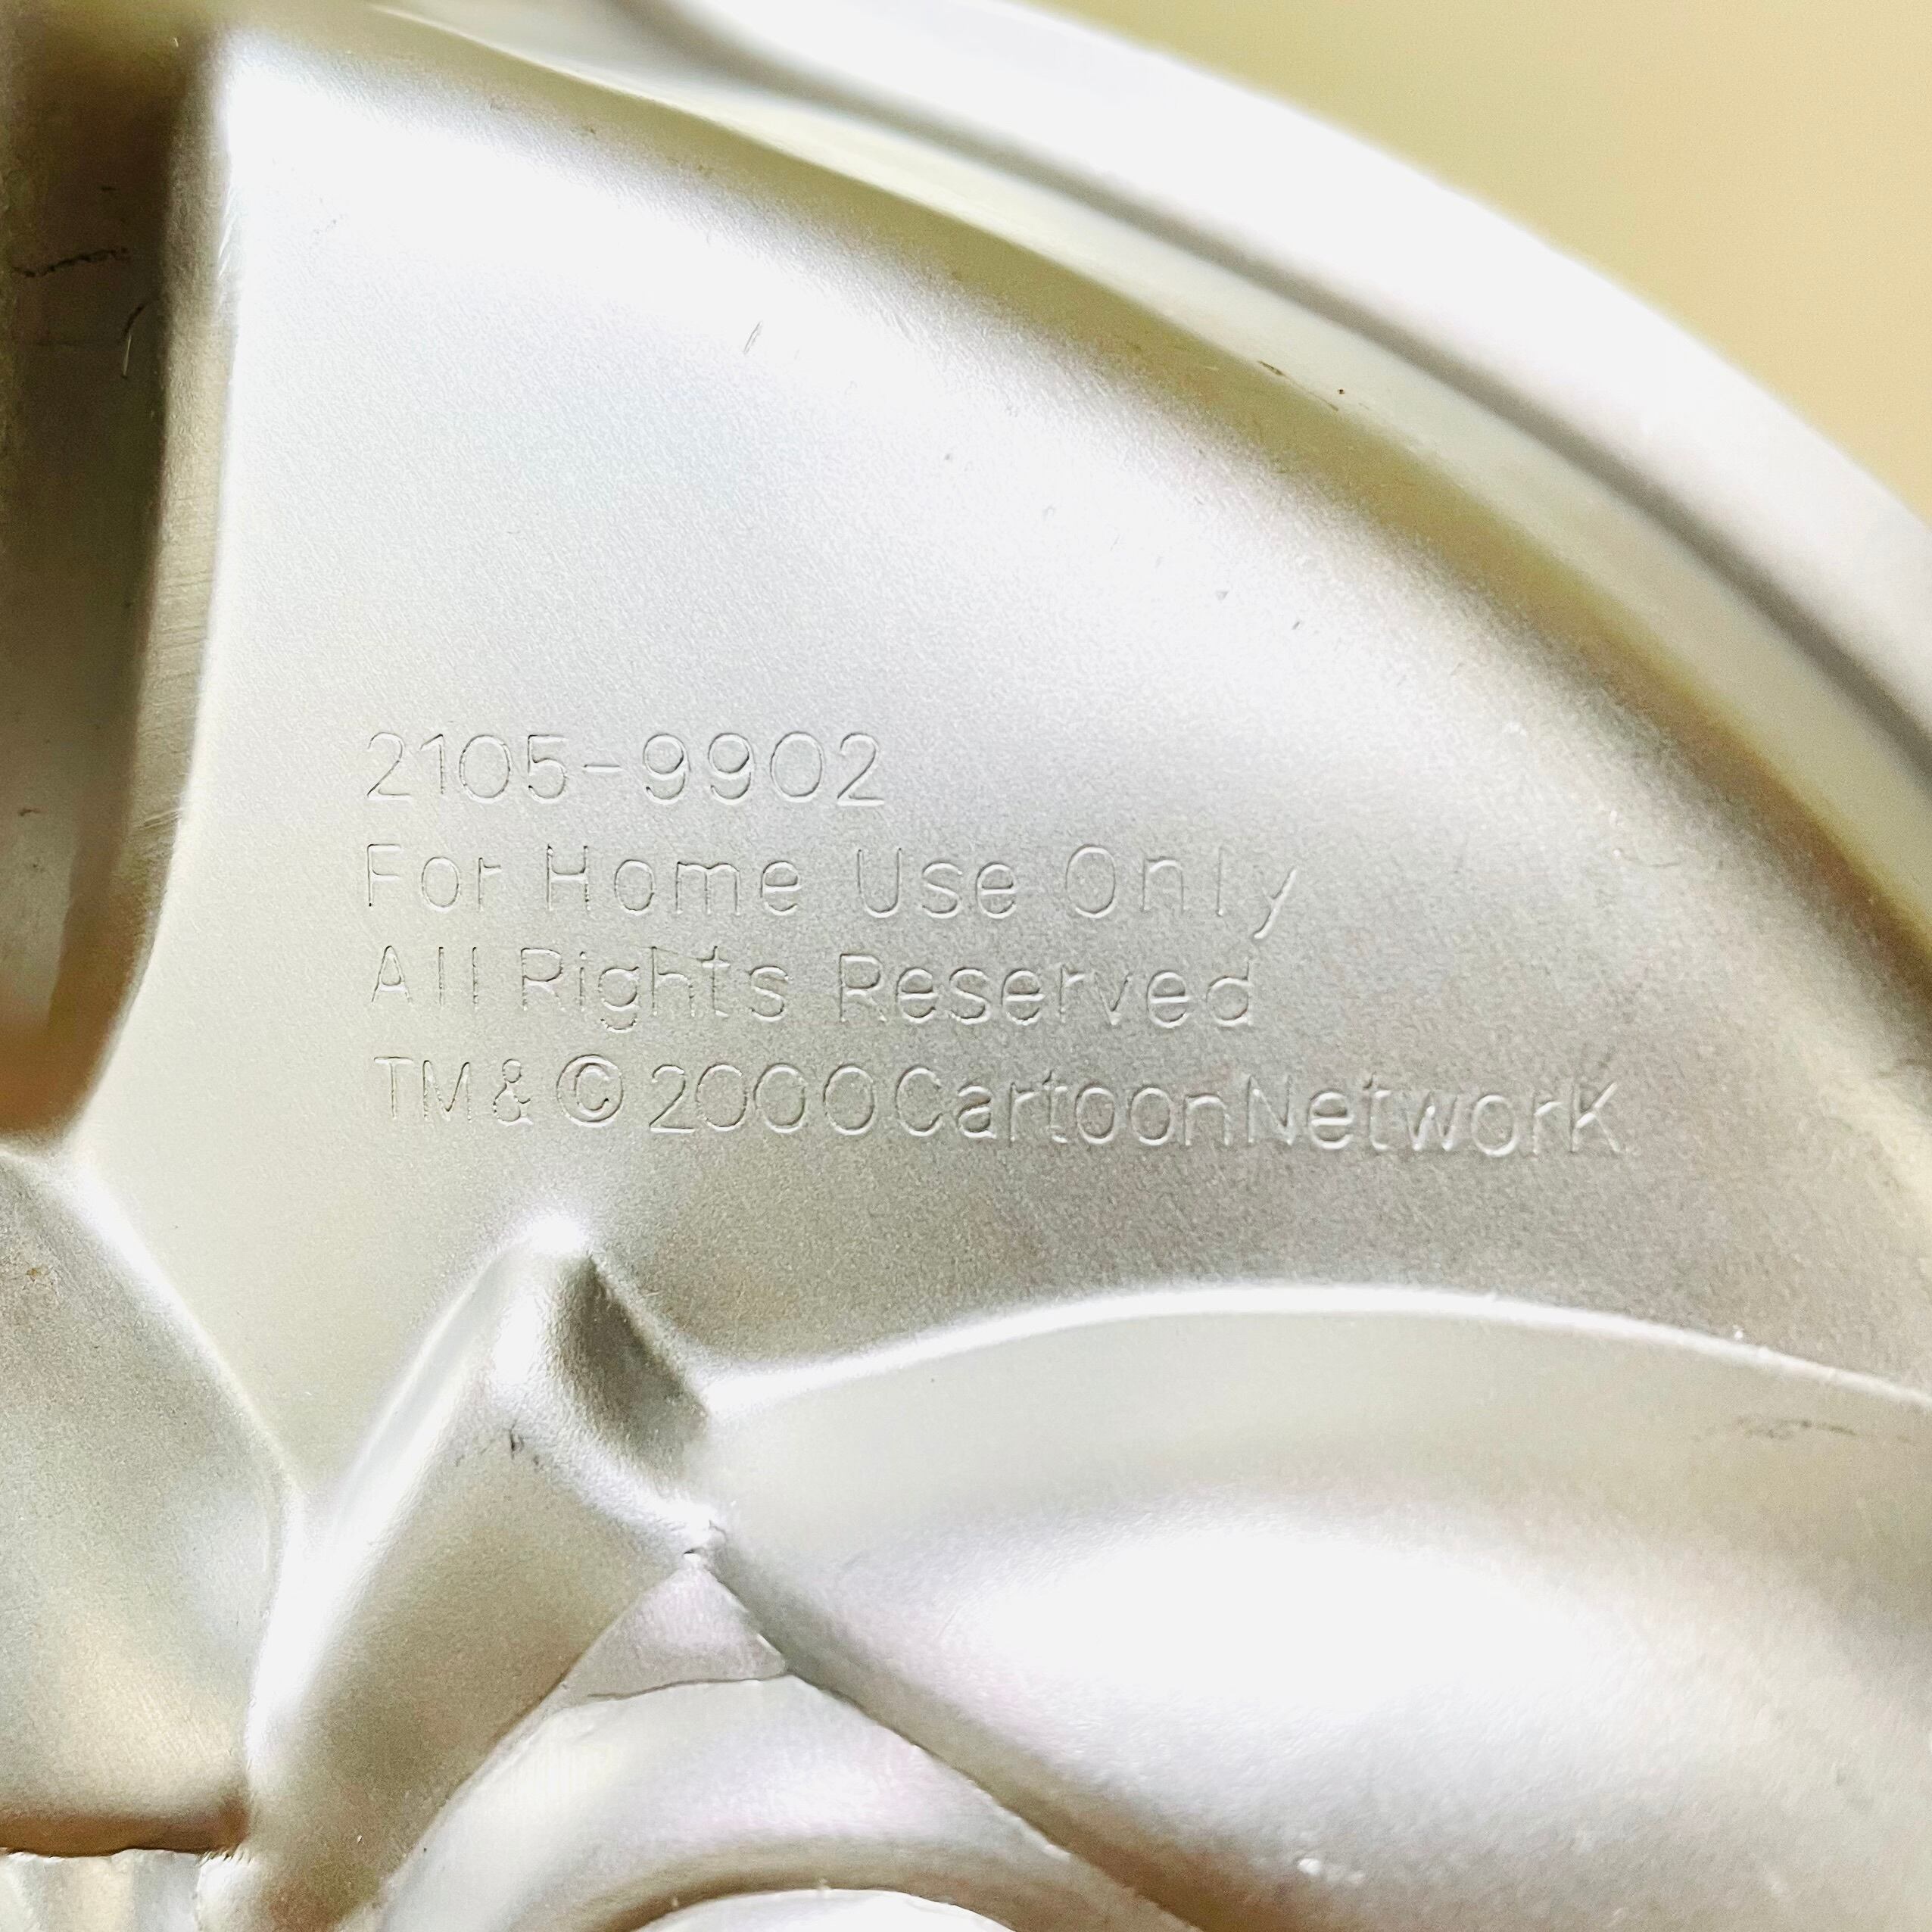 2105-9902
For Home Use Only
All Rights Reserved
TM & © 2000 Cartoon Network